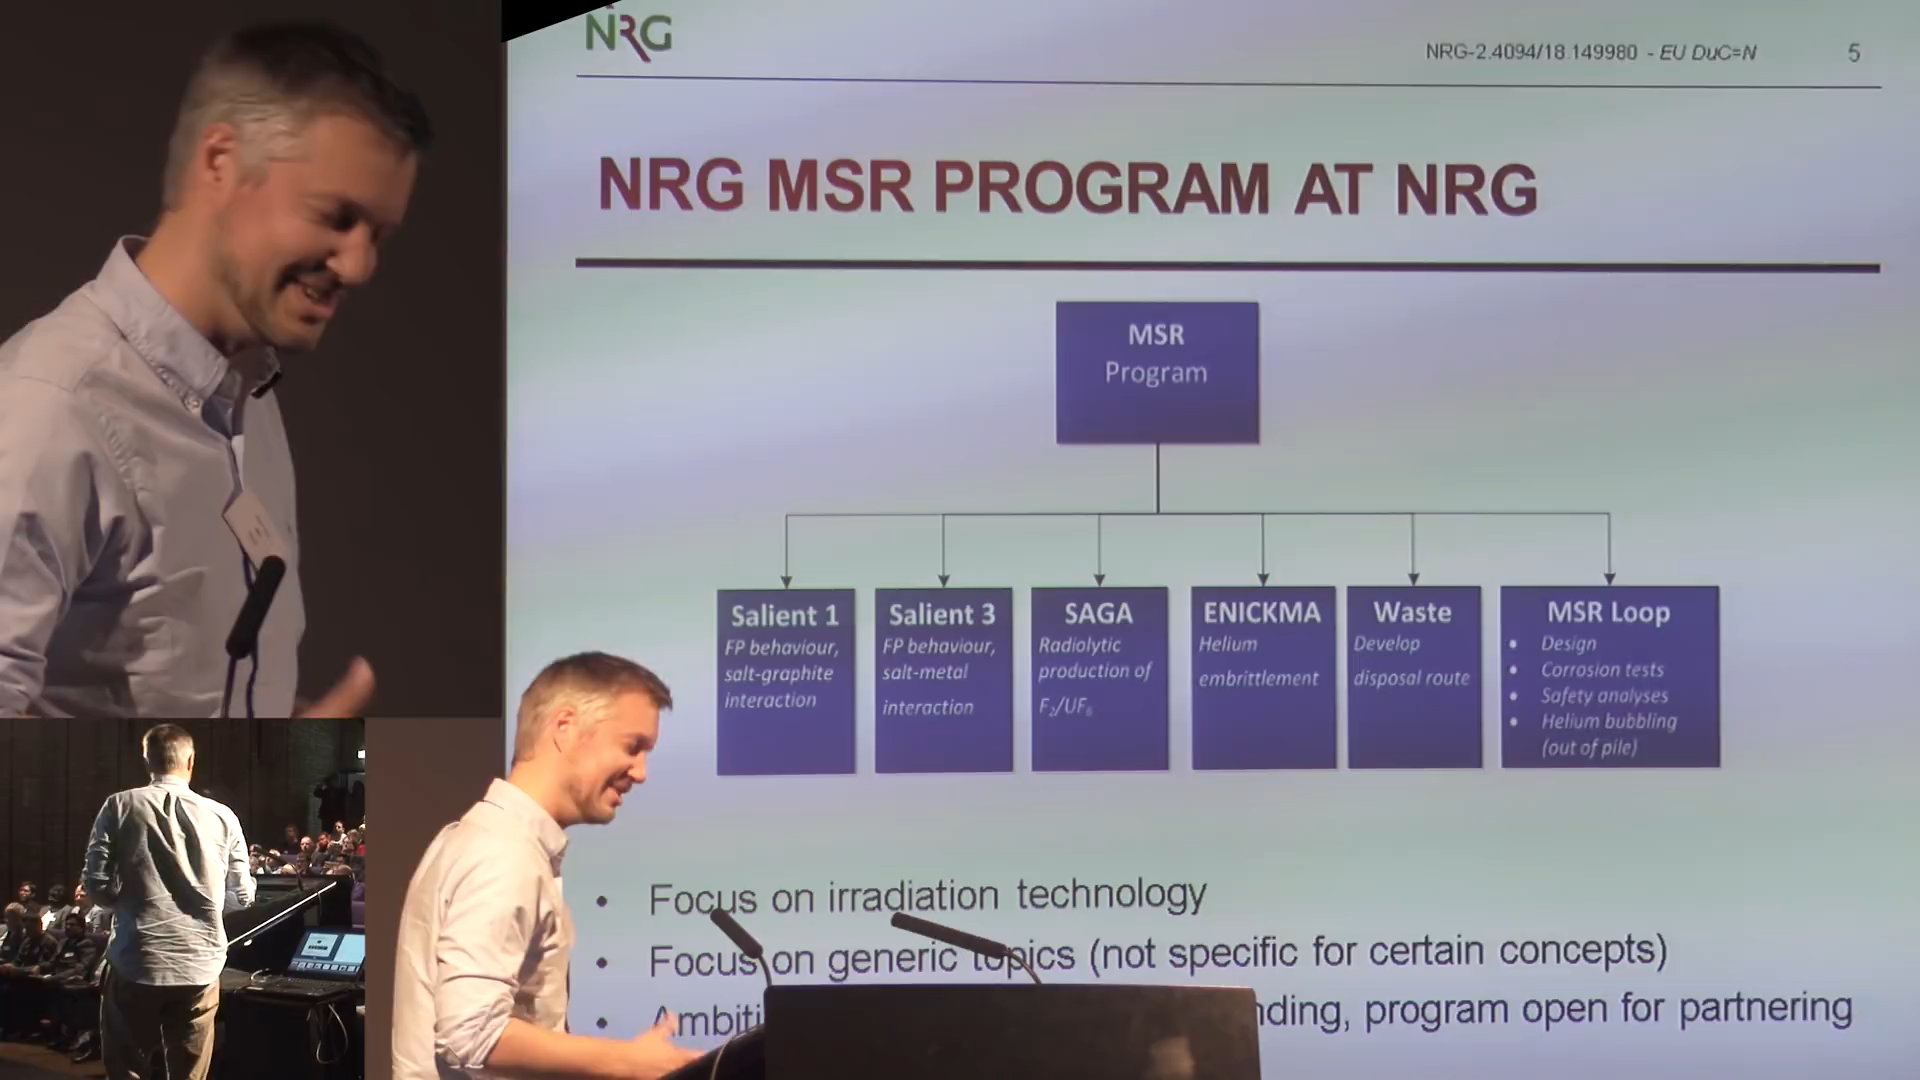 NRG
NRG-2.4094/18.149980 - EU DuC=N
5
NRG MSR PROGRAM AT NRG
MSR
Program
Salient 1
FP behaviour,
salt-graphite
interaction
Salient 3
FP behaviour,
salt-metal
interaction
SAGA
Radiolytic
production of
F₂/UF₆
ENICKMA
Helium
embrittlement
Waste
Develop
disposal route
MSR Loop
• Design
• Corrosion tests
• Safety analyses
• Helium bubbling
(out of pile)
• Focus on irradiation technology
• Focus on generic topics (not specific for certain concepts)
• program open for partnering